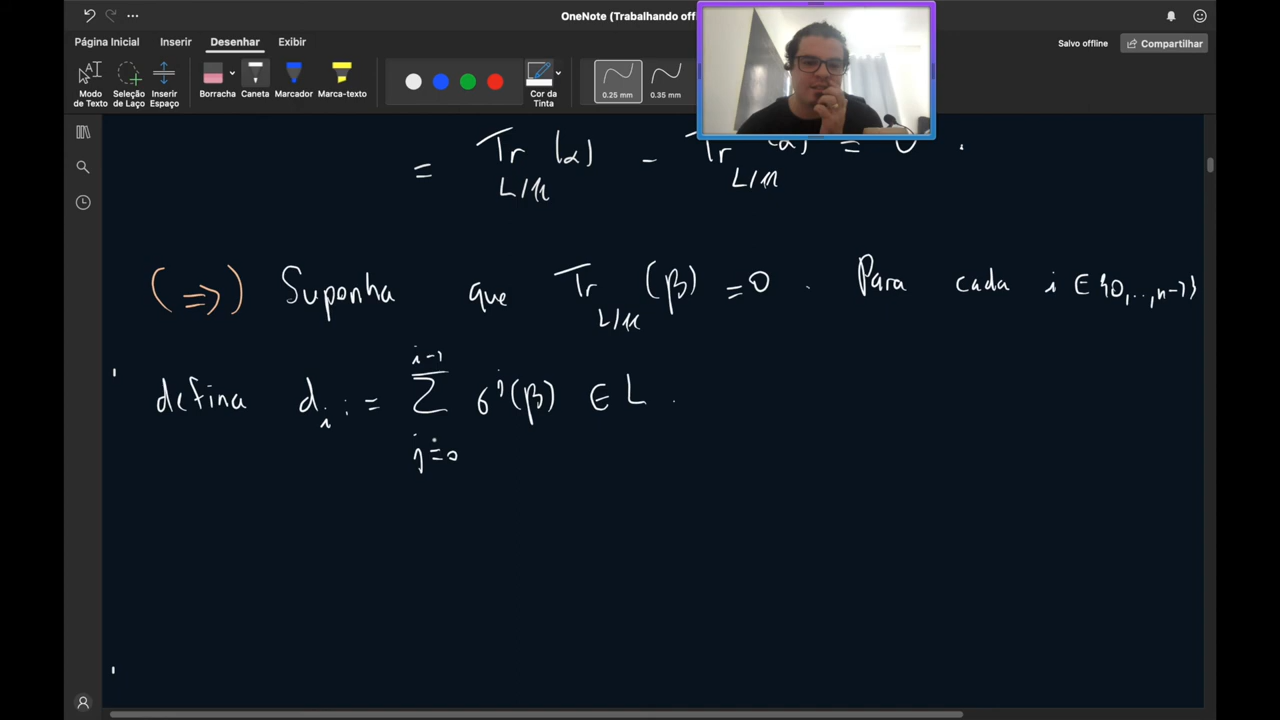 OneNote (Trabalhando off
Página Inicial Inserir Desenhar Exibir
Salvo offline Compartilhar
Modo de Texto Seleção de Laço Inserir Espaço Borracha Caneta Marcador Marca-texto Cor da Tinta 0.25 mm 0.35 mm
= Tr_{L/K} (α) - Tr_{L/K} (α) = 0 .
(=>) Suponha que Tr_{L/K} (β) = 0 . Para cada i ∈ {0,..,n-1}
defina d_i := Σ_{j=0}^{i-1} σ^j(β) ∈ L .